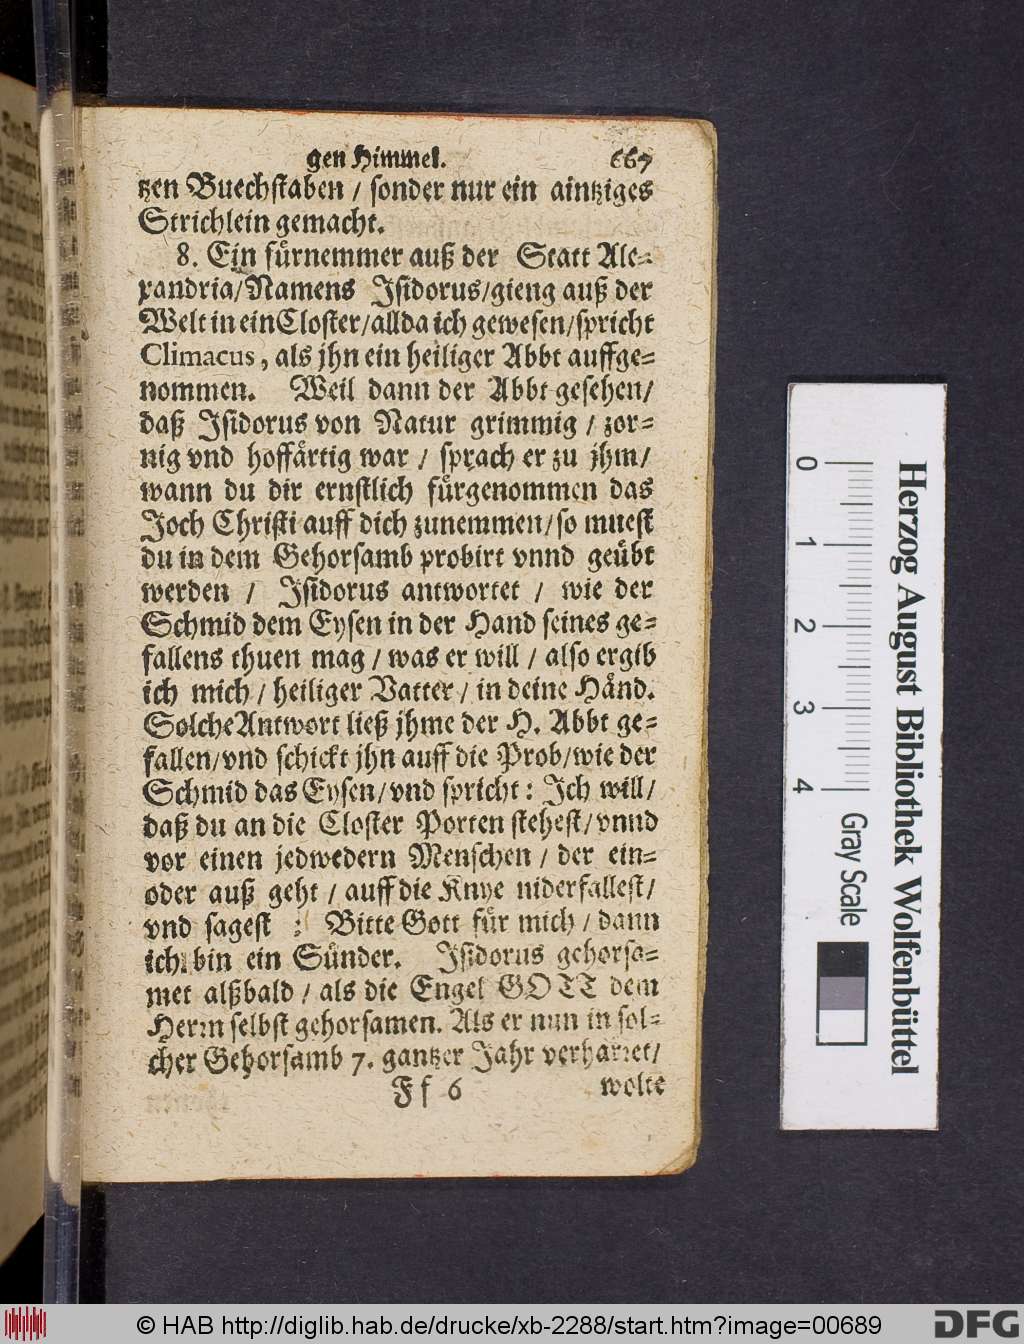 gen Himmel. 667
tzen Buechstaben / sonder nur ein aintziges
Strichlein gemacht.
8. Ein fürnemmer auß der Statt Ale-
xandria/Namens Isidorus/gieng auß der
Welt in ein Closter/allda ich gewesen/spricht
Climacus, als jhn ein heiliger Abbt auffge-
nommen. Weil dann der Abbt gesehen/
daß Isidorus von Natur grimmig / zor-
nig vnd hoffärtig war / sprach er zu jhm/
wann du dir ernstlich fürgenommen das
Joch Christi auff dich zunemmen/so muest
du in dem Gehorsamb probirt vnnd geübt
werden / Isidorus antwortet / wie der
Schmid dem Eysen in der Hand seines ge-
fallens thuen mag / was er will / also ergib
ich mich / heiliger Vatter / in deine Händ.
Solche Antwort ließ jhme der H. Abbt ge-
fallen/vnd schickt jhn auff die Prob/wie der
Schmid das Eysen/vnd spricht: Ich will/
daß du an die Closter Porten stehest/vnnd
vor einen jedwedern Menschen / der ein-
oder auß geht / auff die Knye niderfallest/
vnd sagest : Bitte Gott für mich / dann
ich bin ein Sünder. Isidorus gehorsa-
met alßbald / als die Engel GOTT dem
Herrn selbst gehorsamen. Als er nun in sol-
cher Gehorsamb 7. gantzer Jahr verharret/
Ff 6 wolte
0 1 2 3 4
Gray Scale
Herzog August Bibliothek Wolfenbüttel
© HAB http://diglib.hab.de/drucke/xb-2288/start.htm?image=00689
DFG